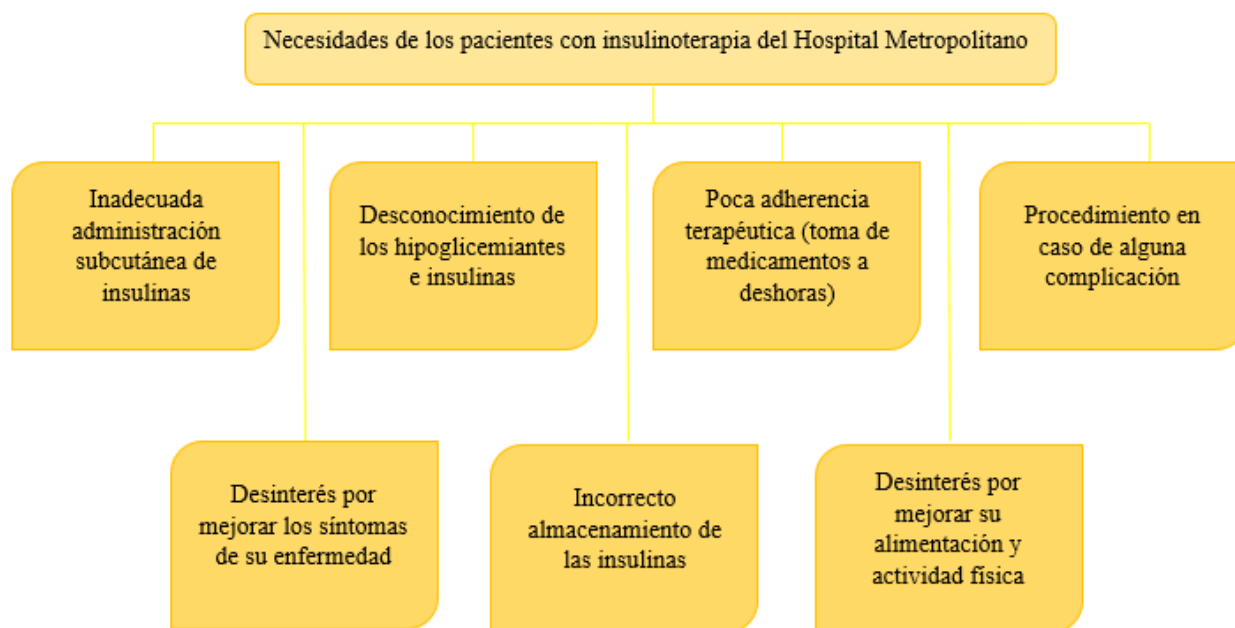 Necesidades de los pacientes con insulinoterapia del Hospital Metropolitano
Inadecuada
administración
subcutánea de
insulinas
Desconocimiento de
los hipoglicemiantes
e insulinas
Poca adherencia
terapéutica (toma de
medicamentos a
deshoras)
Procedimiento en
caso de alguna
complicación
Desinterés por
mejorar los síntomas
de su enfermedad
Incorrecto
almacenamiento de
las insulinas
Desinterés por
mejorar su
alimentación y
actividad física